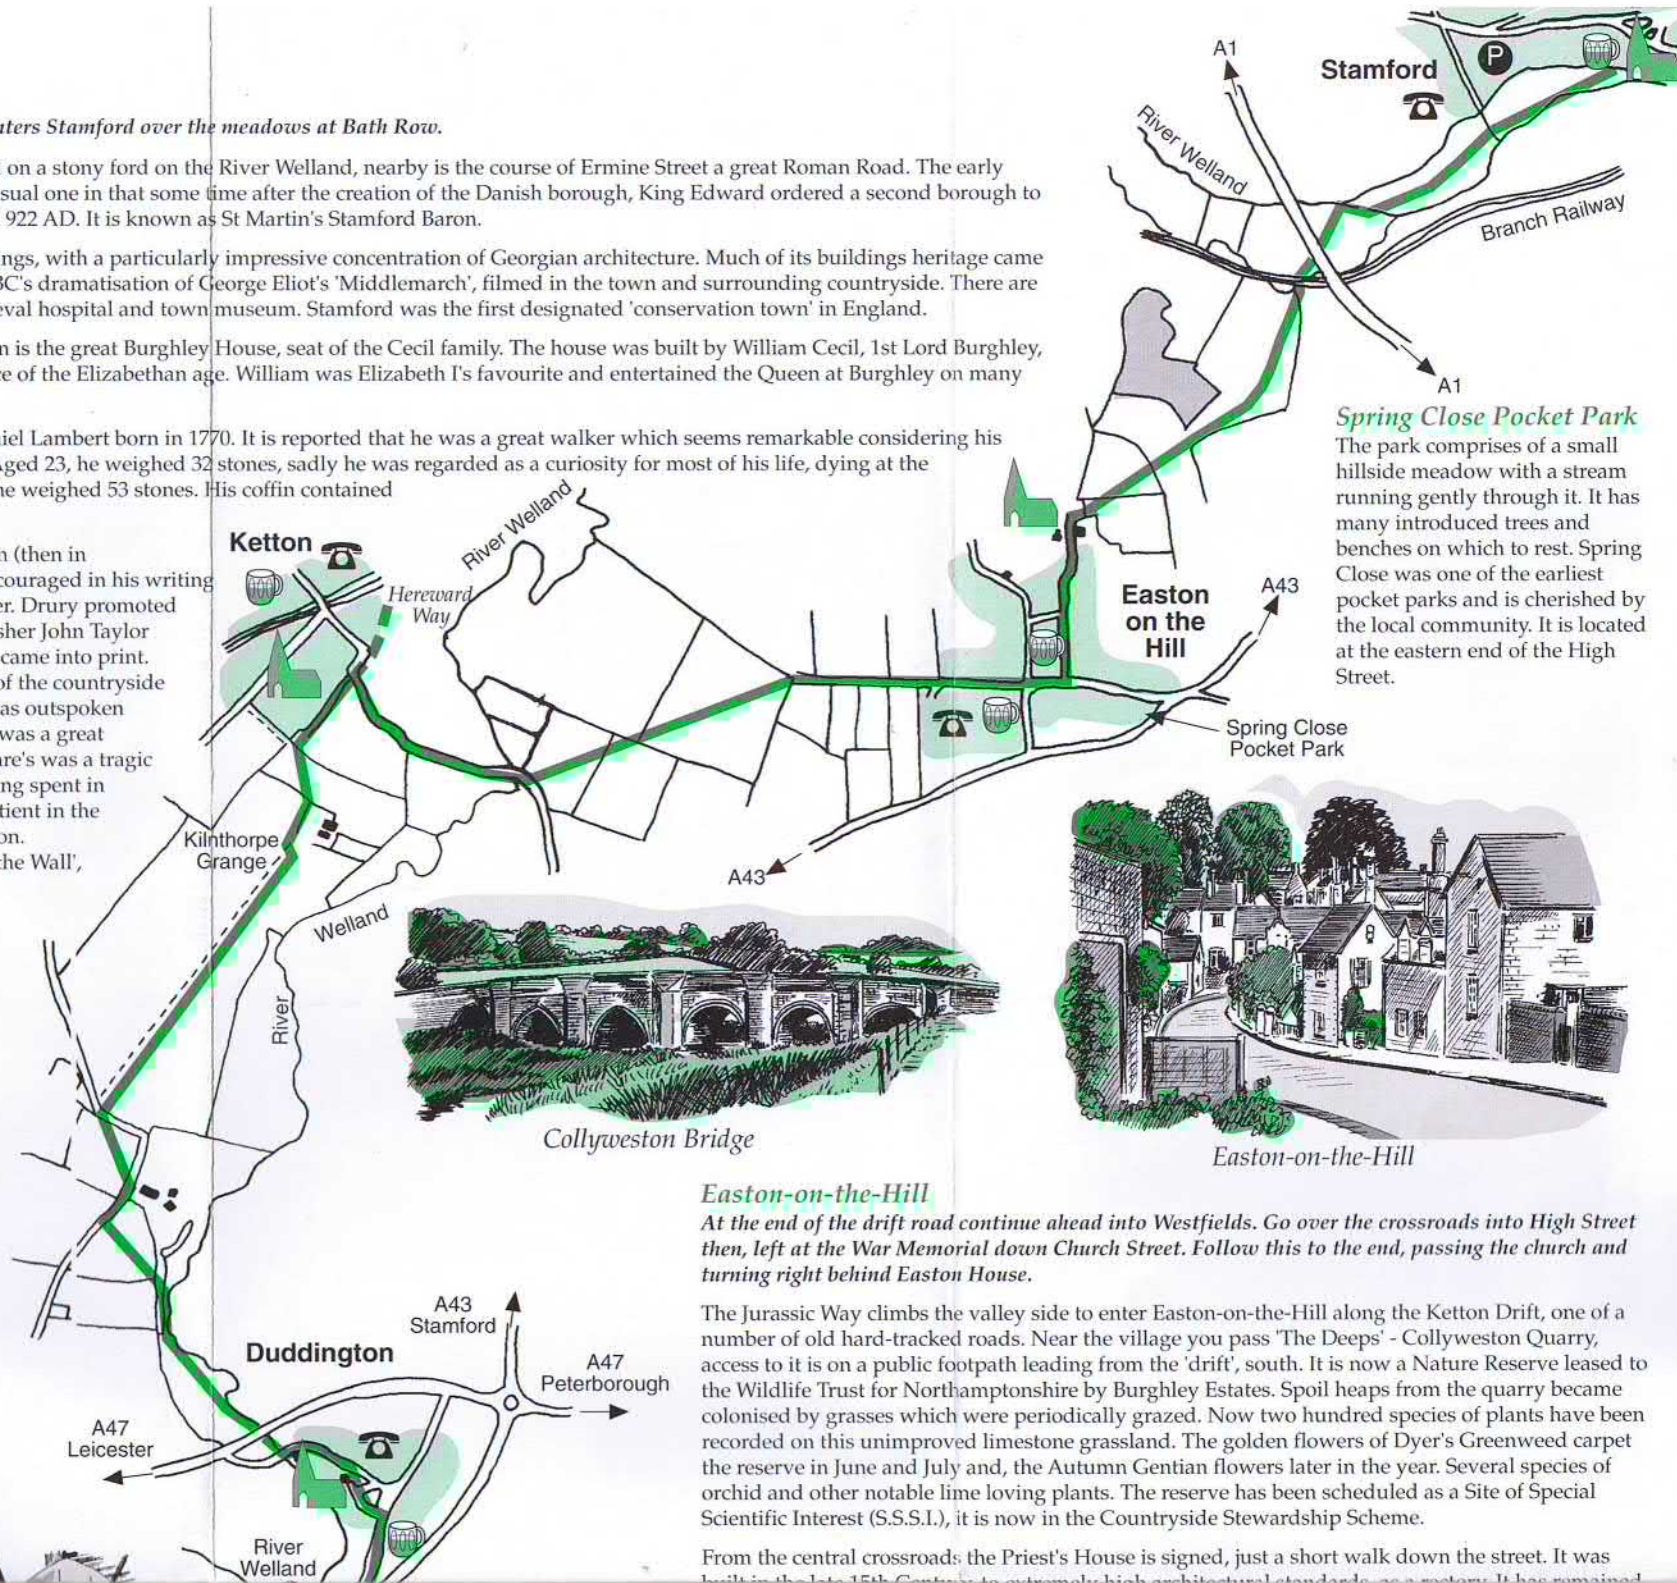 nters Stamford over the meadows at Bath Row.
on a stony ford on the River Welland, nearby is the course of Ermine Street a great Roman Road. The early
sual one in that some time after the creation of the Danish borough, King Edward ordered a second borough to
922 AD. It is known as St Martin's Stamford Baron.
ngs, with a particularly impressive concentration of Georgian architecture. Much of its buildings heritage came
BC's dramatisation of George Eliot's 'Middlemarch', filmed in the town and surrounding countryside. There are
eval hospital and town museum. Stamford was the first designated 'conservation town' in England.
n is the great Burghley House, seat of the Cecil family. The house was built by William Cecil, 1st Lord Burghley,
ce of the Elizabethan age. William was Elizabeth I's favourite and entertained the Queen at Burghley on many
niel Lambert born in 1770. It is reported that he was a great walker which seems remarkable considering his
Aged 23, he weighed 32 stones, sadly he was regarded as a curiosity for most of his life, dying at the
he weighed 53 stones. His coffin contained
n (then in
couraged in his writing
er. Drury promoted
sher John Taylor
came into print.
of the countryside
as outspoken
was a great
are's was a tragic
ng spent in
tient in the
on.
the Wall',
Stamford
P
A1
River Welland
Branch Railway
A1
Spring Close Pocket Park
The park comprises of a small
hillside meadow with a stream
running gently through it. It has
many introduced trees and
benches on which to rest. Spring
Close was one of the earliest
pocket parks and is cherished by
the local community. It is located
at the eastern end of the High
Street.
Ketton
Hereward
Way
River Welland
Easton
on the
Hill
A43
Spring Close
Pocket Park
A43
Kilnthorpe
Grange
Welland
River
Collyweston Bridge
Easton-on-the-Hill
Easton-on-the-Hill
At the end of the drift road continue ahead into Westfields. Go over the crossroads into High Street
then, left at the War Memorial down Church Street. Follow this to the end, passing the church and
turning right behind Easton House.
The Jurassic Way climbs the valley side to enter Easton-on-the-Hill along the Ketton Drift, one of a
number of old hard-tracked roads. Near the village you pass 'The Deeps' - Collyweston Quarry,
access to it is on a public footpath leading from the 'drift', south. It is now a Nature Reserve leased to
the Wildlife Trust for Northamptonshire by Burghley Estates. Spoil heaps from the quarry became
colonised by grasses which were periodically grazed. Now two hundred species of plants have been
recorded on this unimproved limestone grassland. The golden flowers of Dyer's Greenweed carpet
the reserve in June and July and, the Autumn Gentian flowers later in the year. Several species of
orchid and other notable lime loving plants. The reserve has been scheduled as a Site of Special
Scientific Interest (S.S.S.I.), it is now in the Countryside Stewardship Scheme.
From the central crossroads the Priest's House is signed, just a short walk down the street. It was
built in the late 15th Century to extremely high architectural standards, as a rectory. It has remained
A43
Stamford
Duddington
A47
Peterborough
A47
Leicester
River
Welland